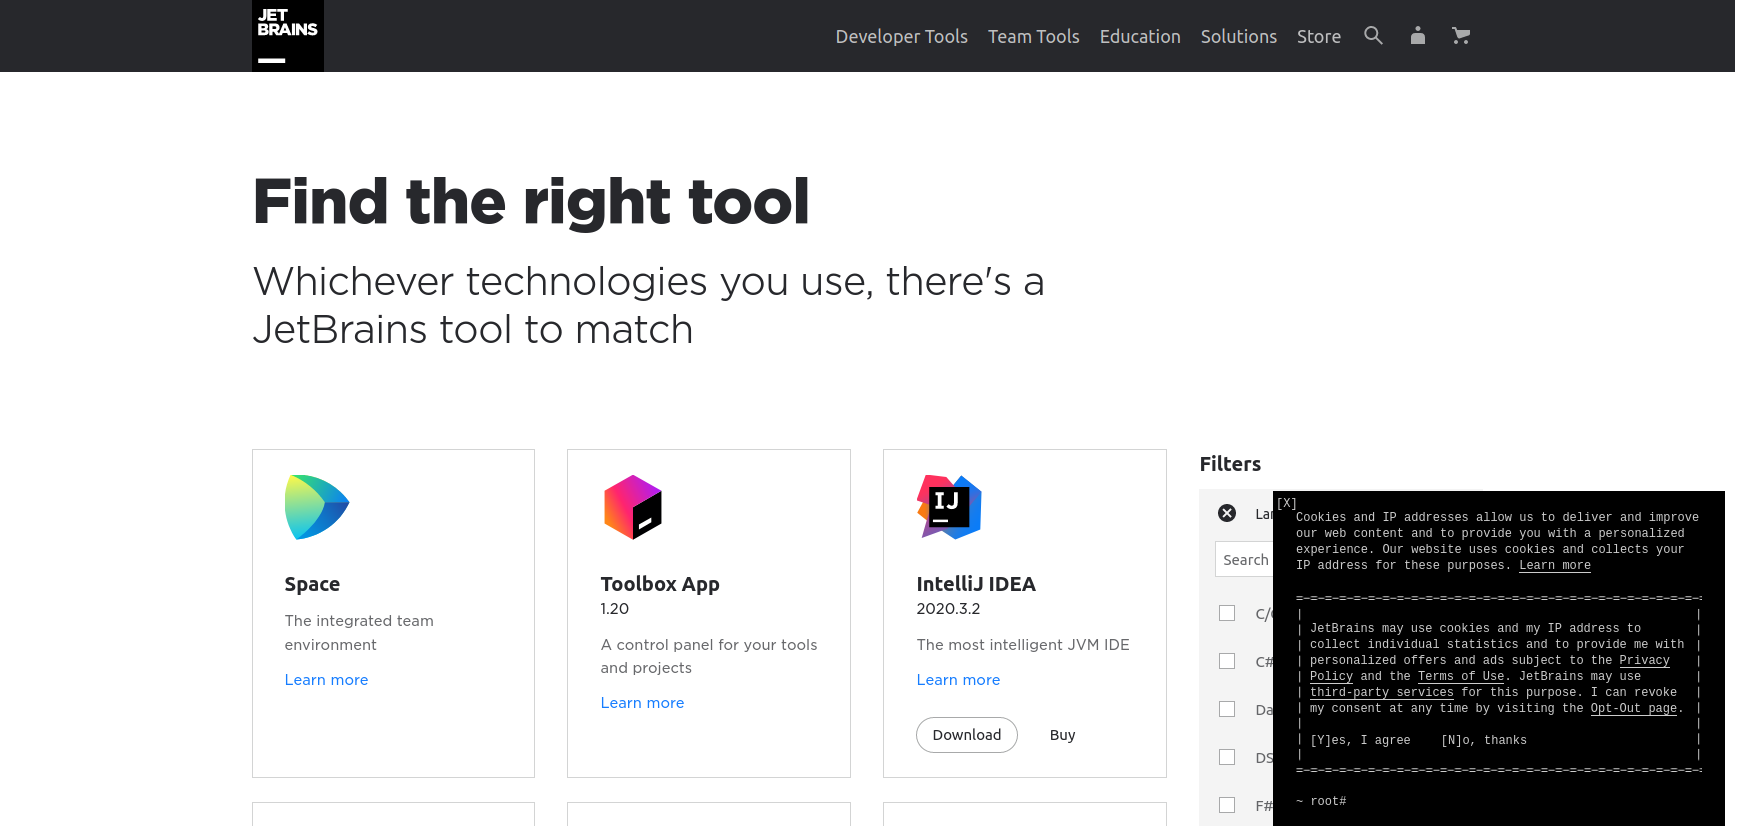 JET
BRAINS
Developer Tools Team Tools Education Solutions Store
Find the right tool
Whichever technologies you use, there's a
JetBrains tool to match
Space
The integrated team
environment
Learn more
Toolbox App
1.20
A control panel for your tools
and projects
Learn more
IJ
IntelliJ IDEA
2020.3.2
The most intelligent JVM IDE
Learn more
Download Buy
Filters
Search
C#
F#
[X]
Cookies and IP addresses allow us to deliver and improve
our web content and to provide you with a personalized
experience. Our website uses cookies and collects your
IP address for these purposes. Learn more
JetBrains may use cookies and my IP address to
collect individual statistics and to provide me with
personalized offers and ads subject to the Privacy
Policy and the Terms of Use. JetBrains may use
third-party services for this purpose. I can revoke
my consent at any time by visiting the Opt-Out page.
[Y]es, I agree [N]o, thanks
~ root#